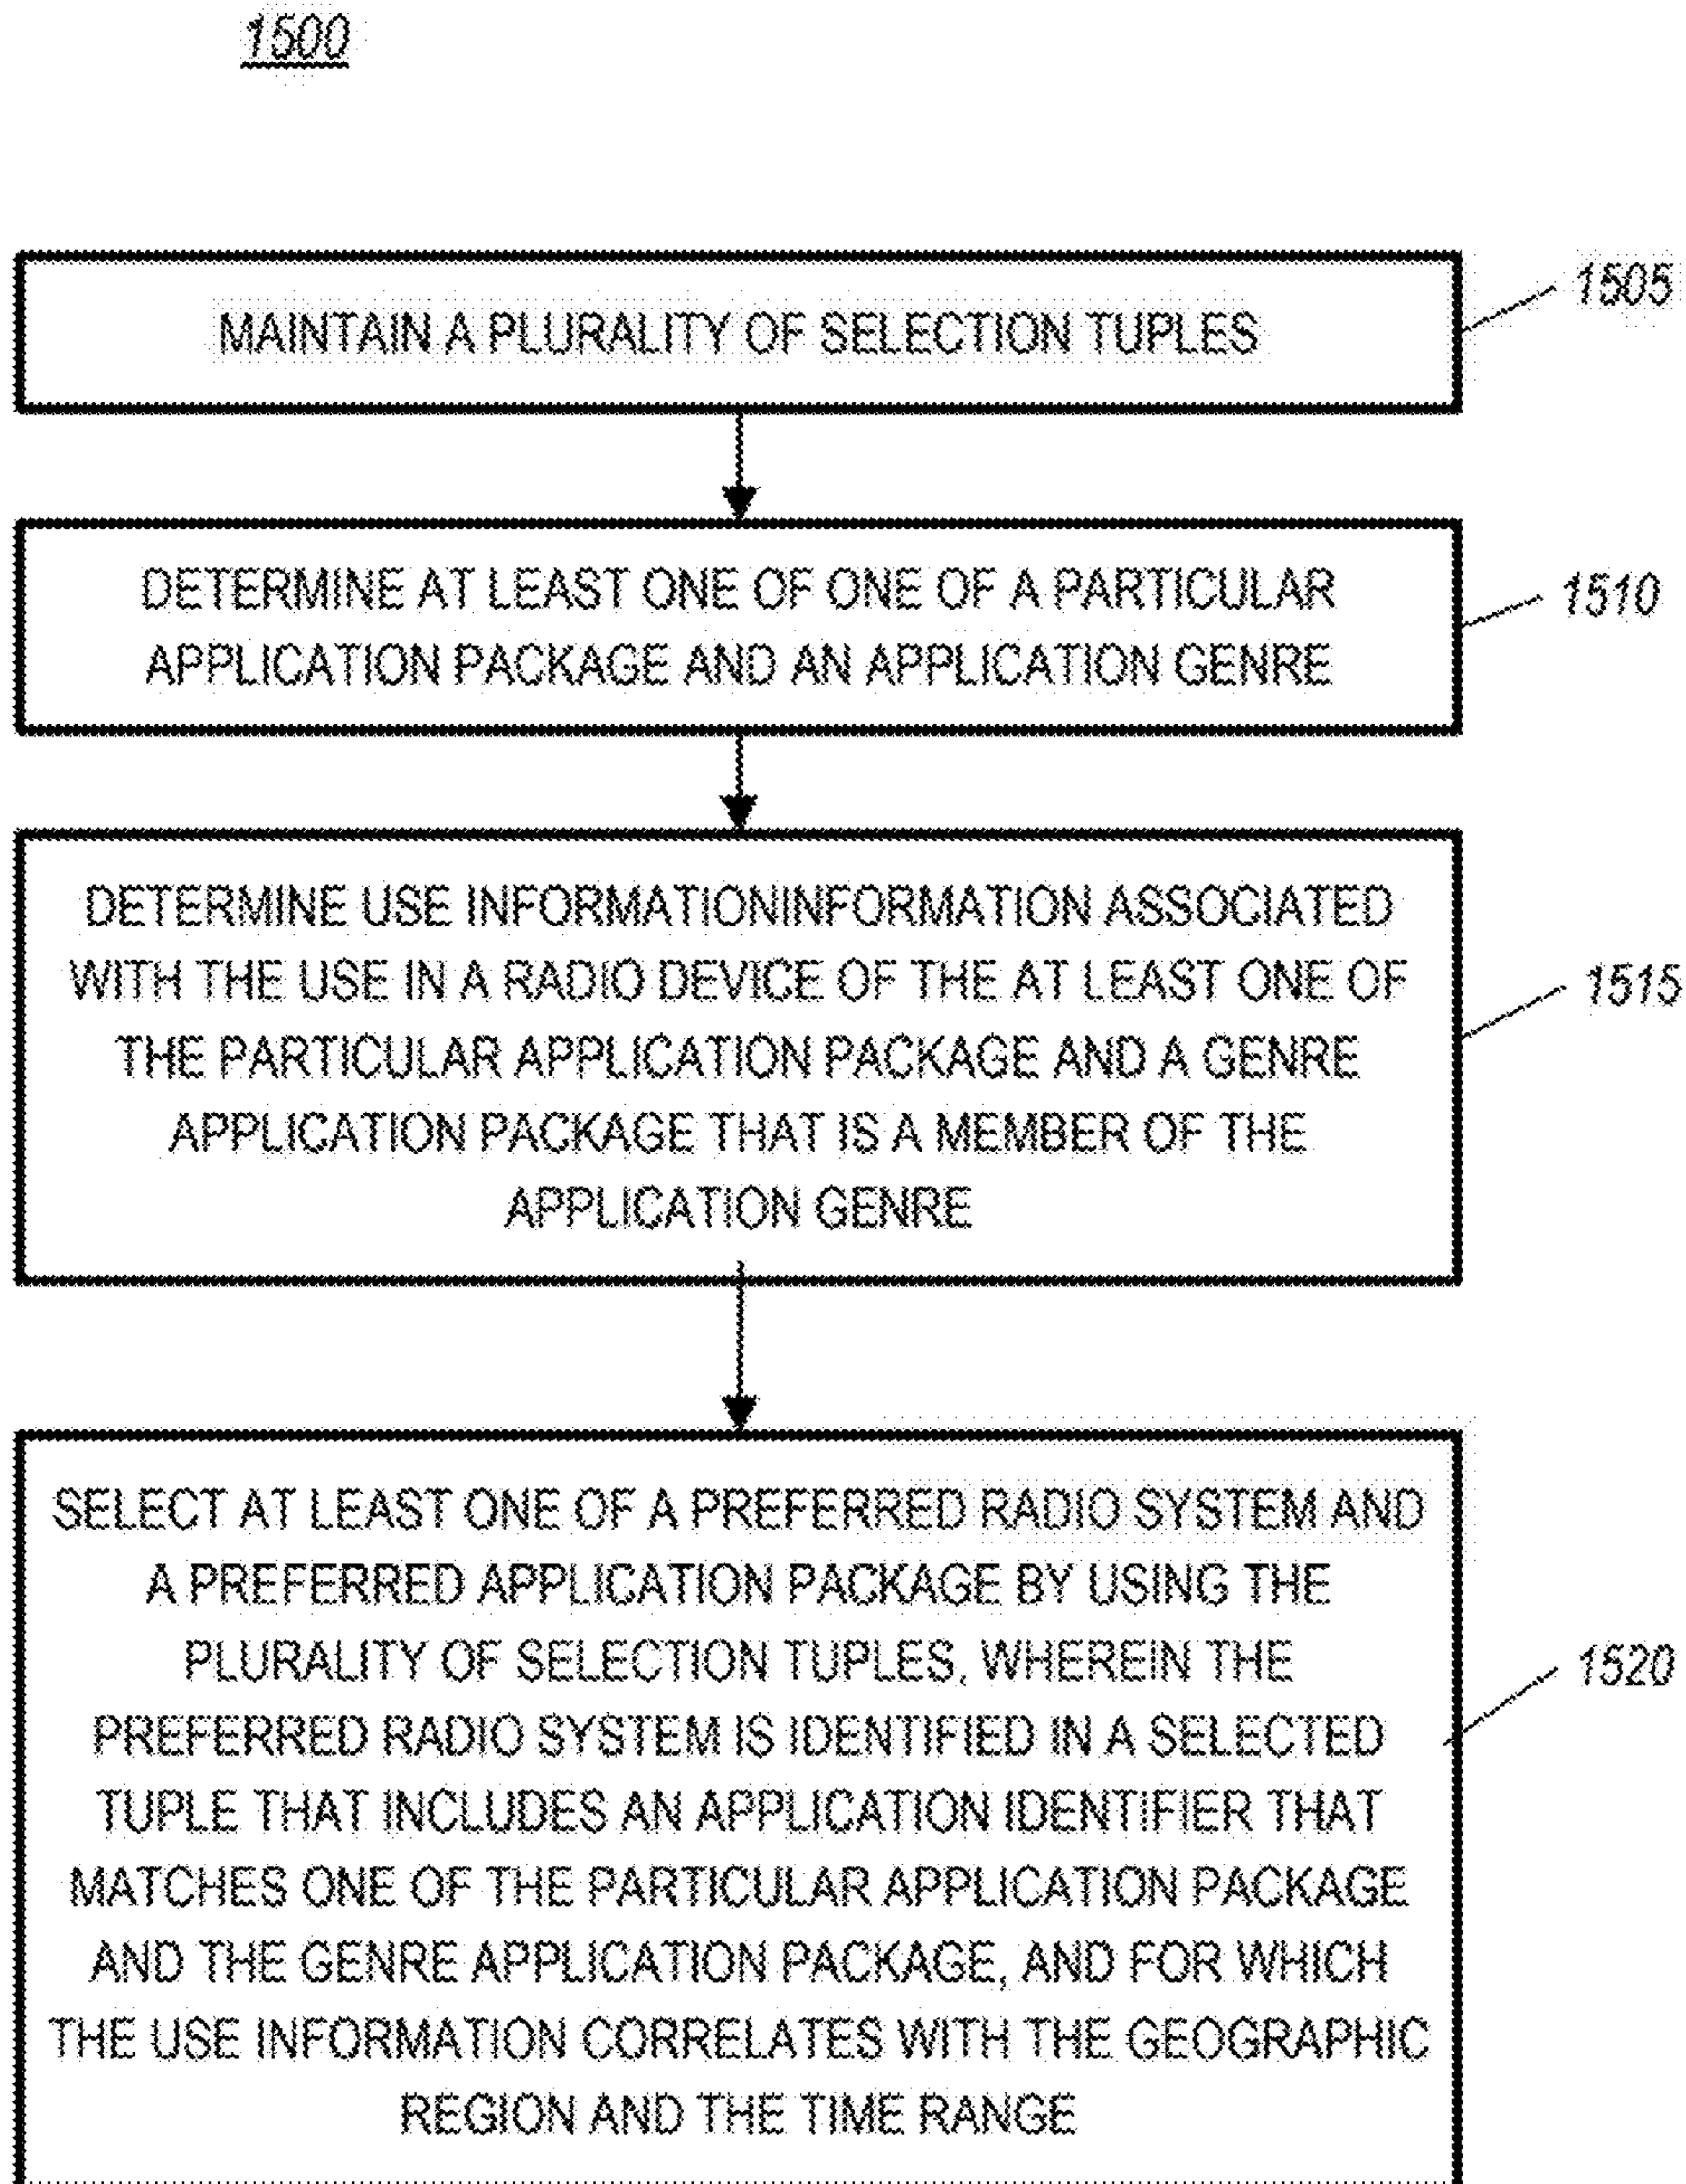 1500
MAINTAIN A PLURALITY OF SELECTION TUPLES
1505
DETERMINE AT LEAST ONE OF ONE OF A PARTICULAR
APPLICATION PACKAGE AND AN APPLICATION GENRE
1510
DETERMINE USE INFORMATIONINFORMATION ASSOCIATED
WITH THE USE IN A RADIO DEVICE OF THE AT LEAST ONE OF
THE PARTICULAR APPLICATION PACKAGE AND A GENRE
APPLICATION PACKAGE THAT IS A MEMBER OF THE
APPLICATION GENRE
1515
SELECT AT LEAST ONE OF A PREFERRED RADIO SYSTEM AND
A PREFERRED APPLICATION PACKAGE BY USING THE
PLURALITY OF SELECTION TUPLES, WHEREIN THE
PREFERRED RADIO SYSTEM IS IDENTIFIED IN A SELECTED
TUPLE THAT INCLUDES AN APPLICATION IDENTIFIER THAT
MATCHES ONE OF THE PARTICULAR APPLICATION PACKAGE
AND THE GENRE APPLICATION PACKAGE, AND FOR WHICH
THE USE INFORMATION CORRELATES WITH THE GEOGRAPHIC
REGION AND THE TIME RANGE
1520